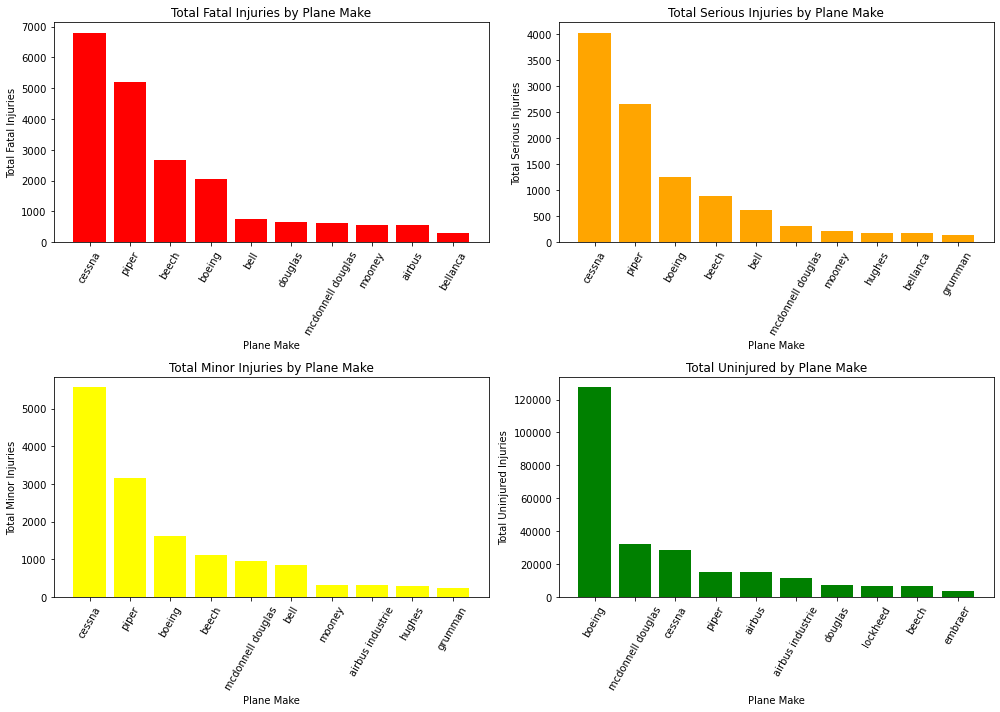 Total Fatal Injuries by Plane Make
Total Fatal Injuries
7000
6000
5000
4000
3000
2000
1000
0
cessna
piper
beech
boeing
bell
douglas
mcdonnell douglas
mooney
airbus
bellanca
Plane Make
Total Serious Injuries by Plane Make
Total Serious Injuries
4000
3500
3000
2500
2000
1500
1000
500
0
cessna
piper
boeing
beech
bell
mcdonnell douglas
mooney
hughes
bellanca
grumman
Plane Make
Total Minor Injuries by Plane Make
Total Minor Injuries
5000
4000
3000
2000
1000
0
cessna
piper
boeing
beech
mcdonnell douglas
bell
mooney
airbus industrie
hughes
grumman
Plane Make
Total Uninjured by Plane Make
Total Uninjured Injuries
120000
100000
80000
60000
40000
20000
0
boeing
mcdonnell douglas
cessna
piper
airbus
airbus industrie
douglas
lockheed
beech
embraer
Plane Make